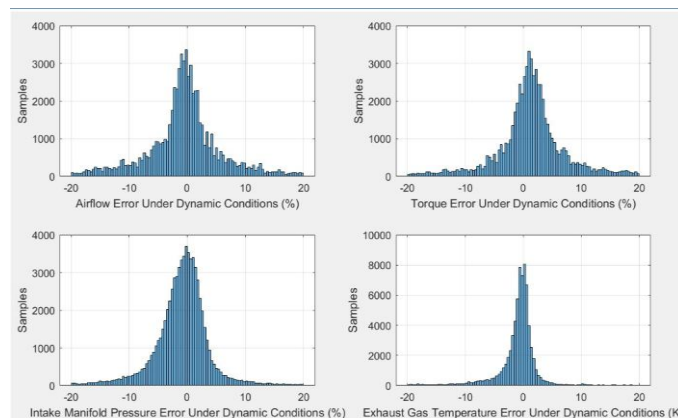 4000
3000
2000
1000
0
Samples
-20 -10 0 10 20
Airflow Error Under Dynamic Conditions (%)
4000
3000
2000
1000
0
Samples
-20 -10 0 10 20
Torque Error Under Dynamic Conditions (%)
4000
3000
2000
1000
0
Samples
-20 -10 0 10 20
Intake Manifold Pressure Error Under Dynamic Conditions (%)
10000
8000
6000
4000
2000
0
Samples
-20 -10 0 10 20
Exhaust Gas Temperature Error Under Dynamic Conditions (K